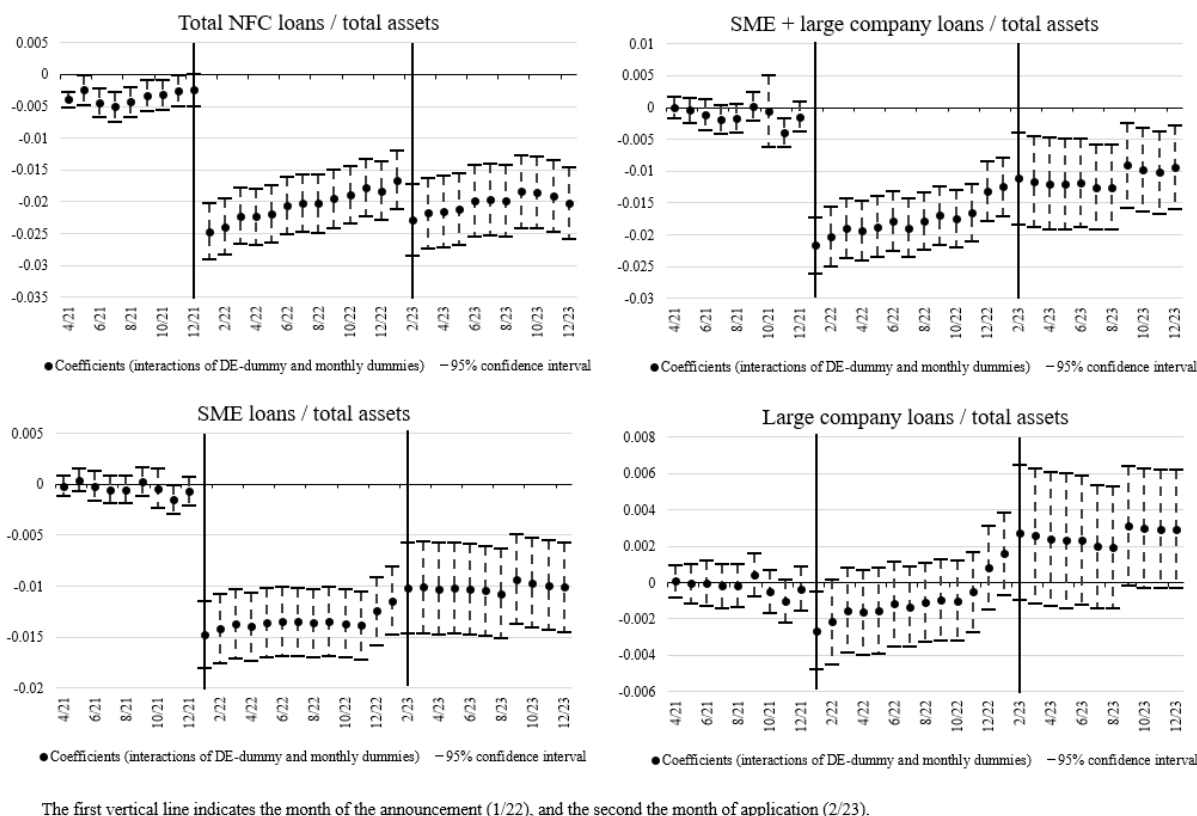 Total NFC loans / total assets
0.005
0
-0.005
-0.01
-0.015
-0.02
-0.025
-0.03
-0.035
4/21 6/21 8/21 10/21 12/21 2/22 4/22 6/22 8/22 10/22 12/22 2/23 4/23 6/23 8/23 10/23 12/23
●Coefficients (interactions of DE-dummy and monthly dummies) –95% confidence interval
SME + large company loans / total assets
0.01
0.005
0
-0.005
-0.01
-0.015
-0.02
-0.025
-0.03
4/21 6/21 8/21 10/21 12/21 2/22 4/22 6/22 8/22 10/22 12/22 2/23 4/23 6/23 8/23 10/23 12/23
●Coefficients (interactions of DE-dummy and monthly dummies) –95% confidence interval
SME loans / total assets
0.005
0
-0.005
-0.01
-0.015
-0.02
4/21 6/21 8/21 10/21 12/21 2/22 4/22 6/22 8/22 10/22 12/22 2/23 4/23 6/23 8/23 10/23 12/23
●Coefficients (interactions of DE-dummy and monthly dummies) –95% confidence interval
Large company loans / total assets
0.008
0.006
0.004
0.002
0
-0.002
-0.004
-0.006
4/21 6/21 8/21 10/21 12/21 2/22 4/22 6/22 8/22 10/22 12/22 2/23 4/23 6/23 8/23 10/23 12/23
●Coefficients (interactions of DE-dummy and monthly dummies) –95% confidence interval
The first vertical line indicates the month of the announcement (1/22), and the second the month of application (2/23).